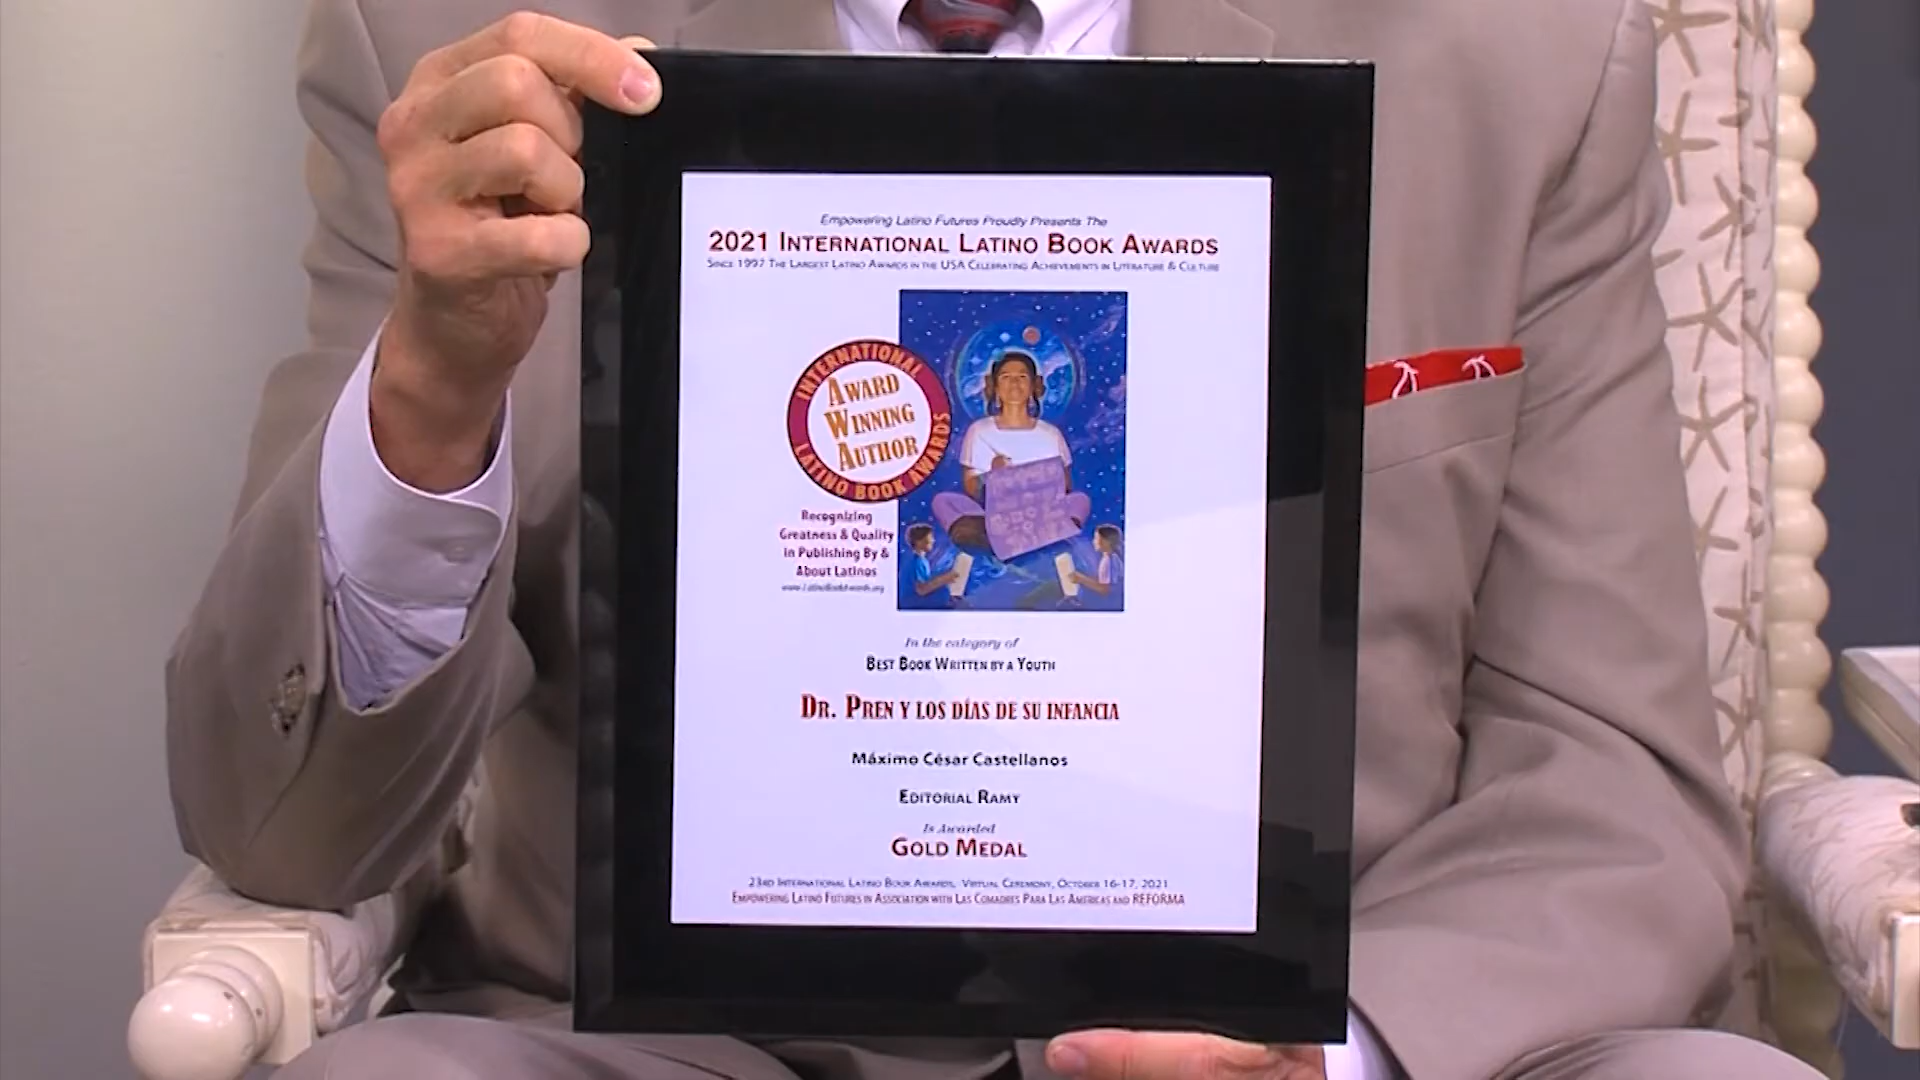 Empowering Latino Futures Proudly Presents The
2021 International Latino Book Awards
Since 1997 The Largest Latino Awards in the USA Celebrating Achievements in Literature & Culture
INTERNATIONAL
LATINO BOOK AWARDS
Award
Winning
Author
Recognizing
Greatness & Quality
in Publishing By &
About Latinos
www.LatinoBookAwards.org
In the category of
Best Book Written by a Youth
Dr. Pren y los días de su infancia
Máximo César Castellanos
Editorial Ramy
Is Awarded
Gold Medal
23rd International Latino Book Awards, Virtual Ceremony, October 16-17, 2021
Empowering Latino Futures in Association with Las Comadres Para Las Americas and REFORMA